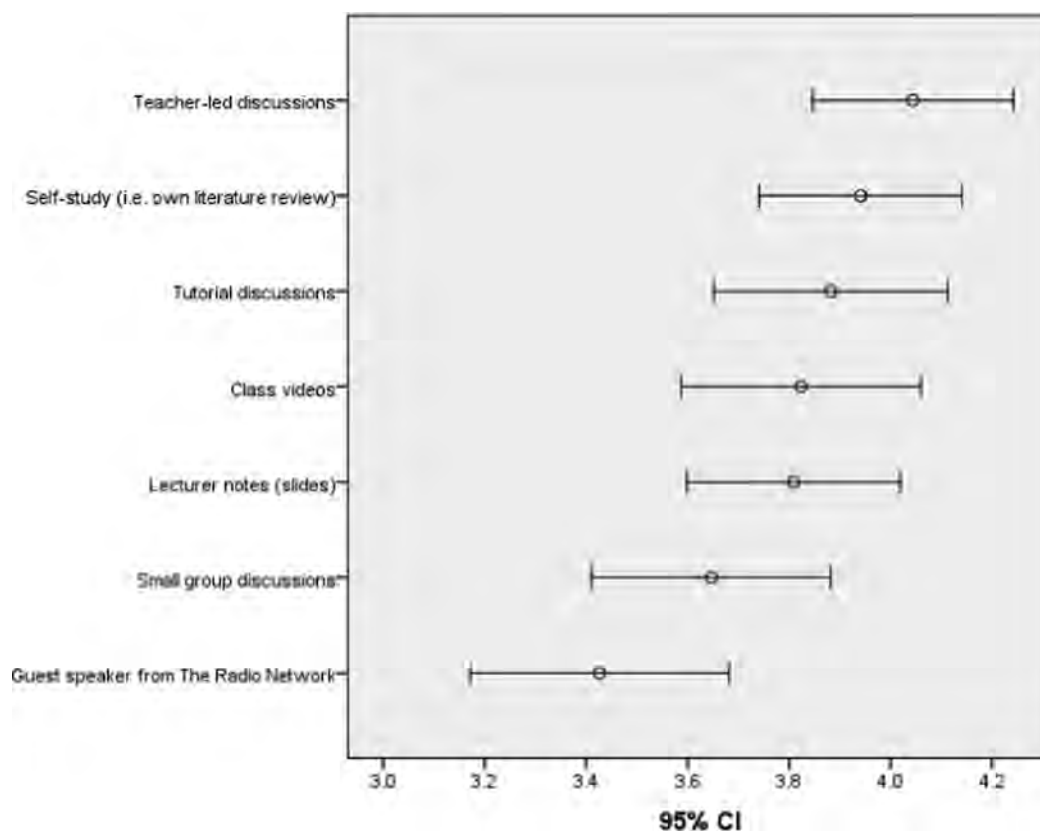 Teacher-led discussions
Self-study (i.e. own literature review)
Tutorial discussions
Class videos
Lecturer notes (slides)
Small group discussions
Guest speaker from The Radio Network
3.0 3.2 3.4 3.6 3.8 4.0 4.2
95% CI